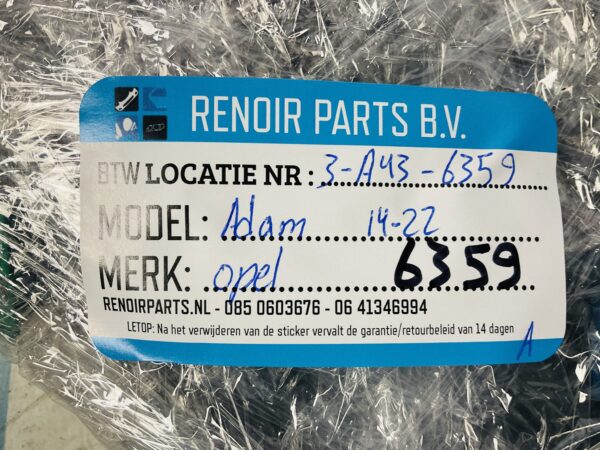 RENOIR PARTS B.V.
BTW LOCATIE NR : 3-A43-6359
MODEL: Adam 14-22
MERK: opel 6359
RENOIRPARTS.NL - 085 0603676 - 06 41346994
LETOP: Na het verwijderen van de sticker vervalt de garantie/retourbeleid van 14 dagen
A